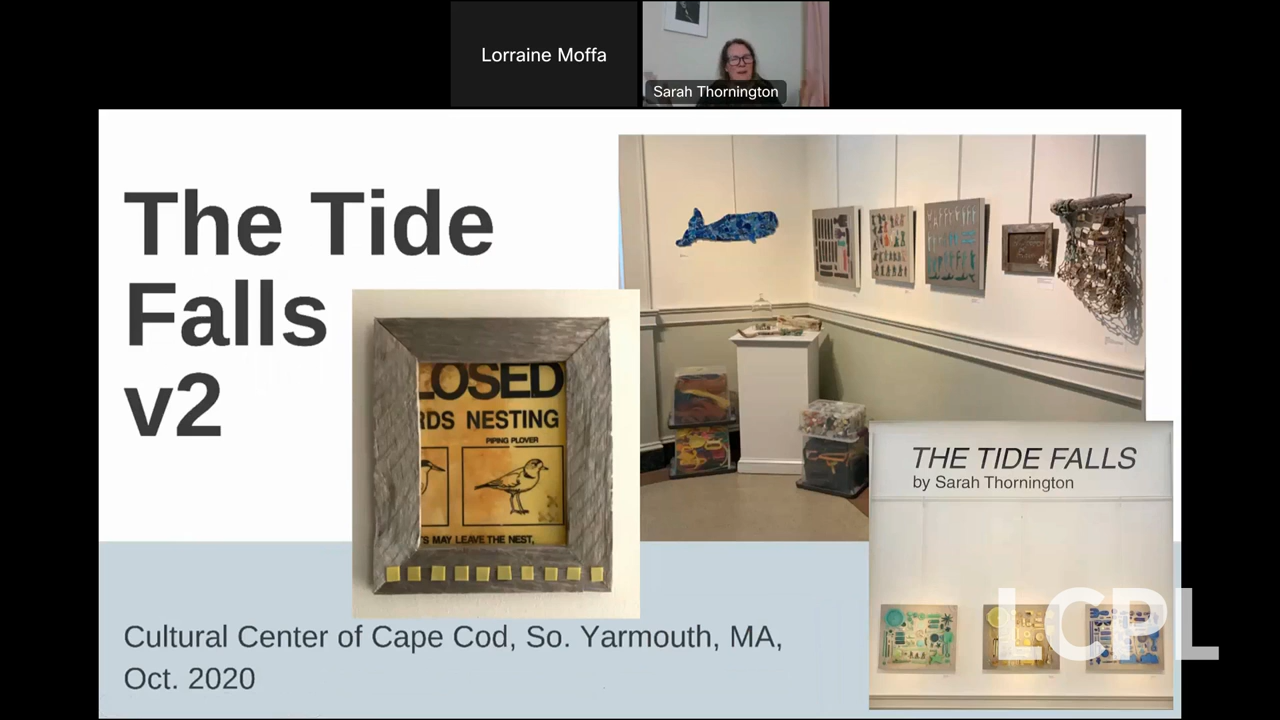 Lorraine Moffa
Sarah Thornington
The Tide
Falls
v2
LOSED
RDS NESTING
PIPING PLOVER
TS MAY LEAVE THE NEST,
THE TIDE FALLS
by Sarah Thornington
LCPL
Cultural Center of Cape Cod, So. Yarmouth, MA,
Oct. 2020